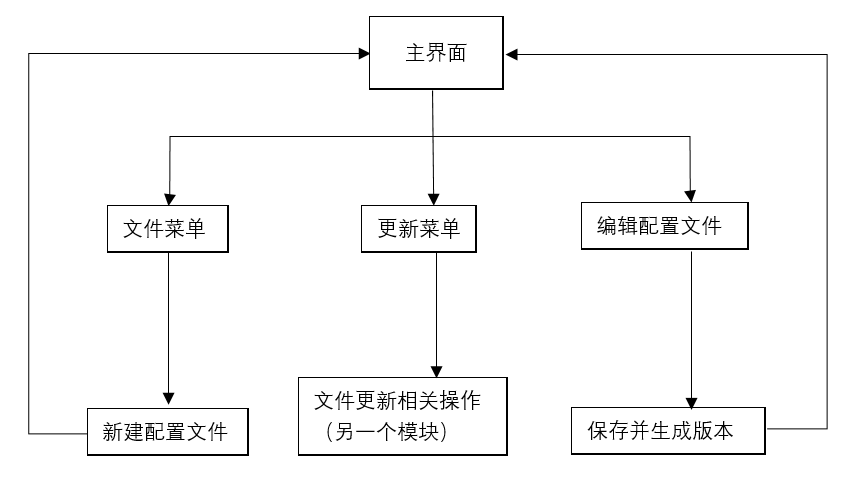 主界面
文件菜单
更新菜单
编辑配置文件
新建配置文件
文件更新相关操作
（另一个模块）
保存并生成版本